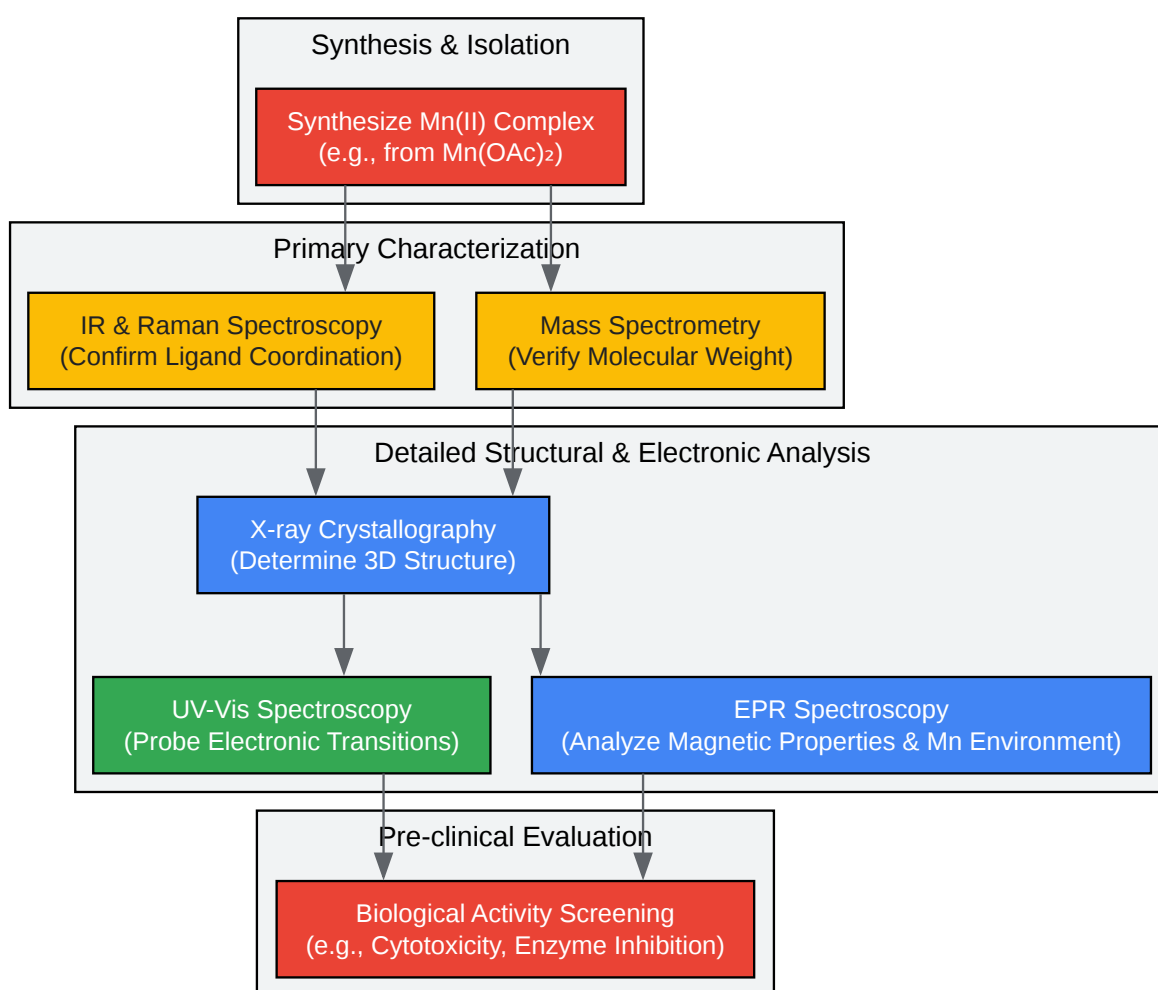 Synthesis & Isolation
Synthesize Mn(II) Complex
(e.g., from Mn(OAc)₂)
Primary Characterization
IR & Raman Spectroscopy
(Confirm Ligand Coordination)
Mass Spectrometry
(Verify Molecular Weight)
Detailed Structural & Electronic Analysis
X-ray Crystallography
(Determine 3D Structure)
UV-Vis Spectroscopy
(Probe Electronic Transitions)
EPR Spectroscopy
(Analyze Magnetic Properties & Mn Environment)
Pre-clinical Evaluation
Biological Activity Screening
(e.g., Cytotoxicity, Enzyme Inhibition)